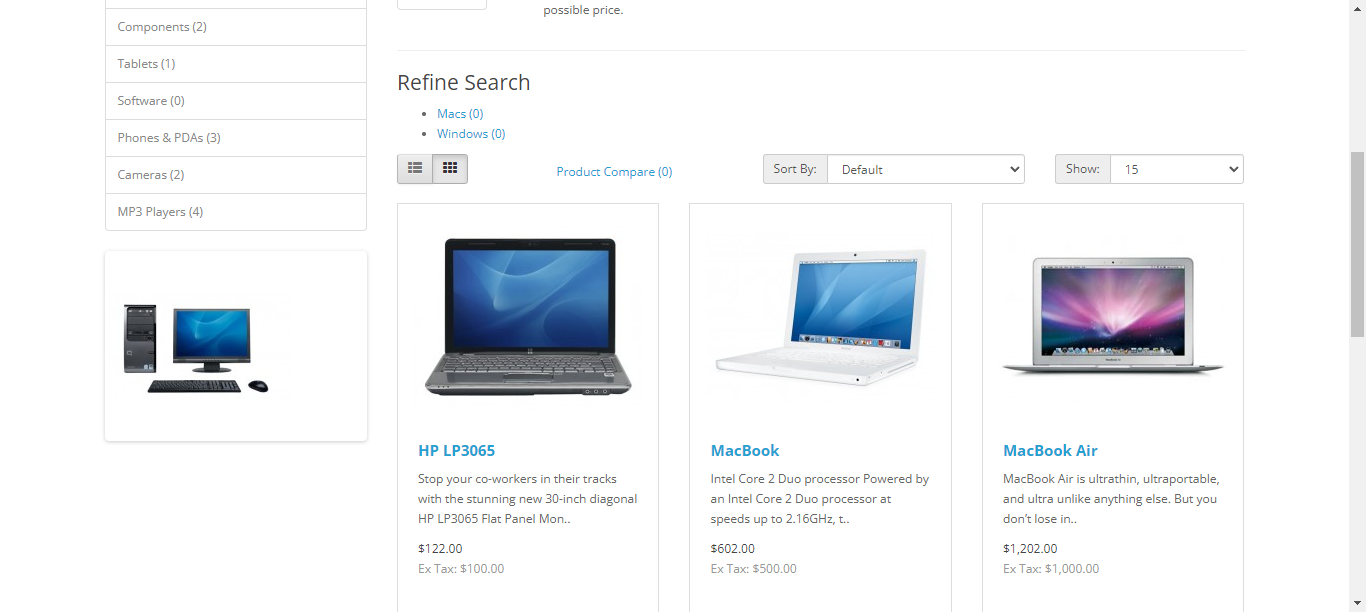 possible price.
Components (2)
Tablets (1)
Software (0)
Phones & PDAs (3)
Cameras (2)
MP3 Players (4)
Refine Search
Macs (0)
Windows (0)
Product Compare (0)
Sort By:
Default
Show:
15
HP LP3065
Stop your co-workers in their tracks
with the stunning new 30-inch diagonal
HP LP3065 Flat Panel Mon..
$122.00
Ex Tax: $100.00
MacBook
Intel Core 2 Duo processor Powered by
an Intel Core 2 Duo processor at
speeds up to 2.16GHz, t..
$602.00
Ex Tax: $500.00
MacBook Air
MacBook Air is ultrathin, ultraportable,
and ultra unlike anything else. But you
don’t lose in..
$1,202.00
Ex Tax: $1,000.00